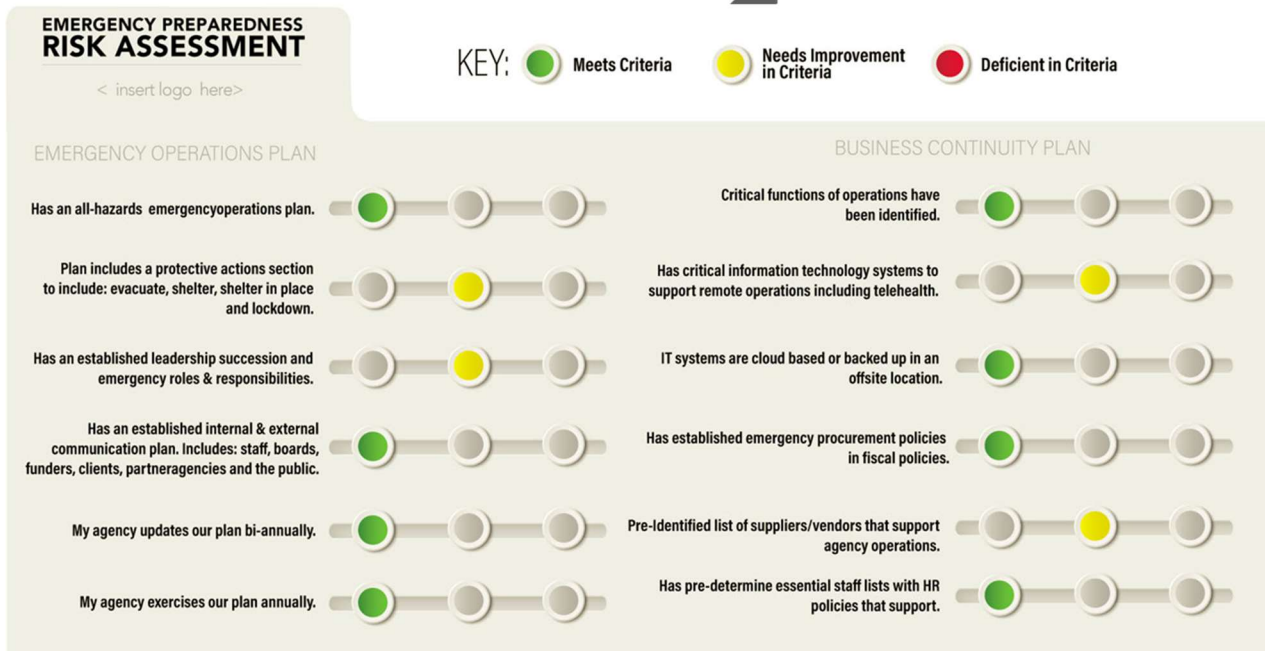 EMERGENCY PREPAREDNESS
RISK ASSESSMENT
< insert logo here>
KEY:
Meets Criteria
Needs Improvement
in Criteria
Deficient in Criteria
EMERGENCY OPERATIONS PLAN
Has an all-hazards emergencyoperations plan.
Plan includes a protective actions section
to include: evacuate, shelter, shelter in place
and lockdown.
Has an established leadership succession and
emergency roles & responsibilities.
Has an established internal & external
communication plan. Includes: staff, boards,
funders, clients, partneragencies and the public.
My agency updates our plan bi-annually.
My agency exercises our plan annually.
BUSINESS CONTINUITY PLAN
Critical functions of operations have
been identified.
Has critical information technology systems to
support remote operations including telehealth.
IT systems are cloud based or backed up in an
offsite location.
Has established emergency procurement policies
in fiscal policies.
Pre-Identified list of suppliers/vendors that support
agency operations.
Has pre-determine essential staff lists with HR
policies that support.